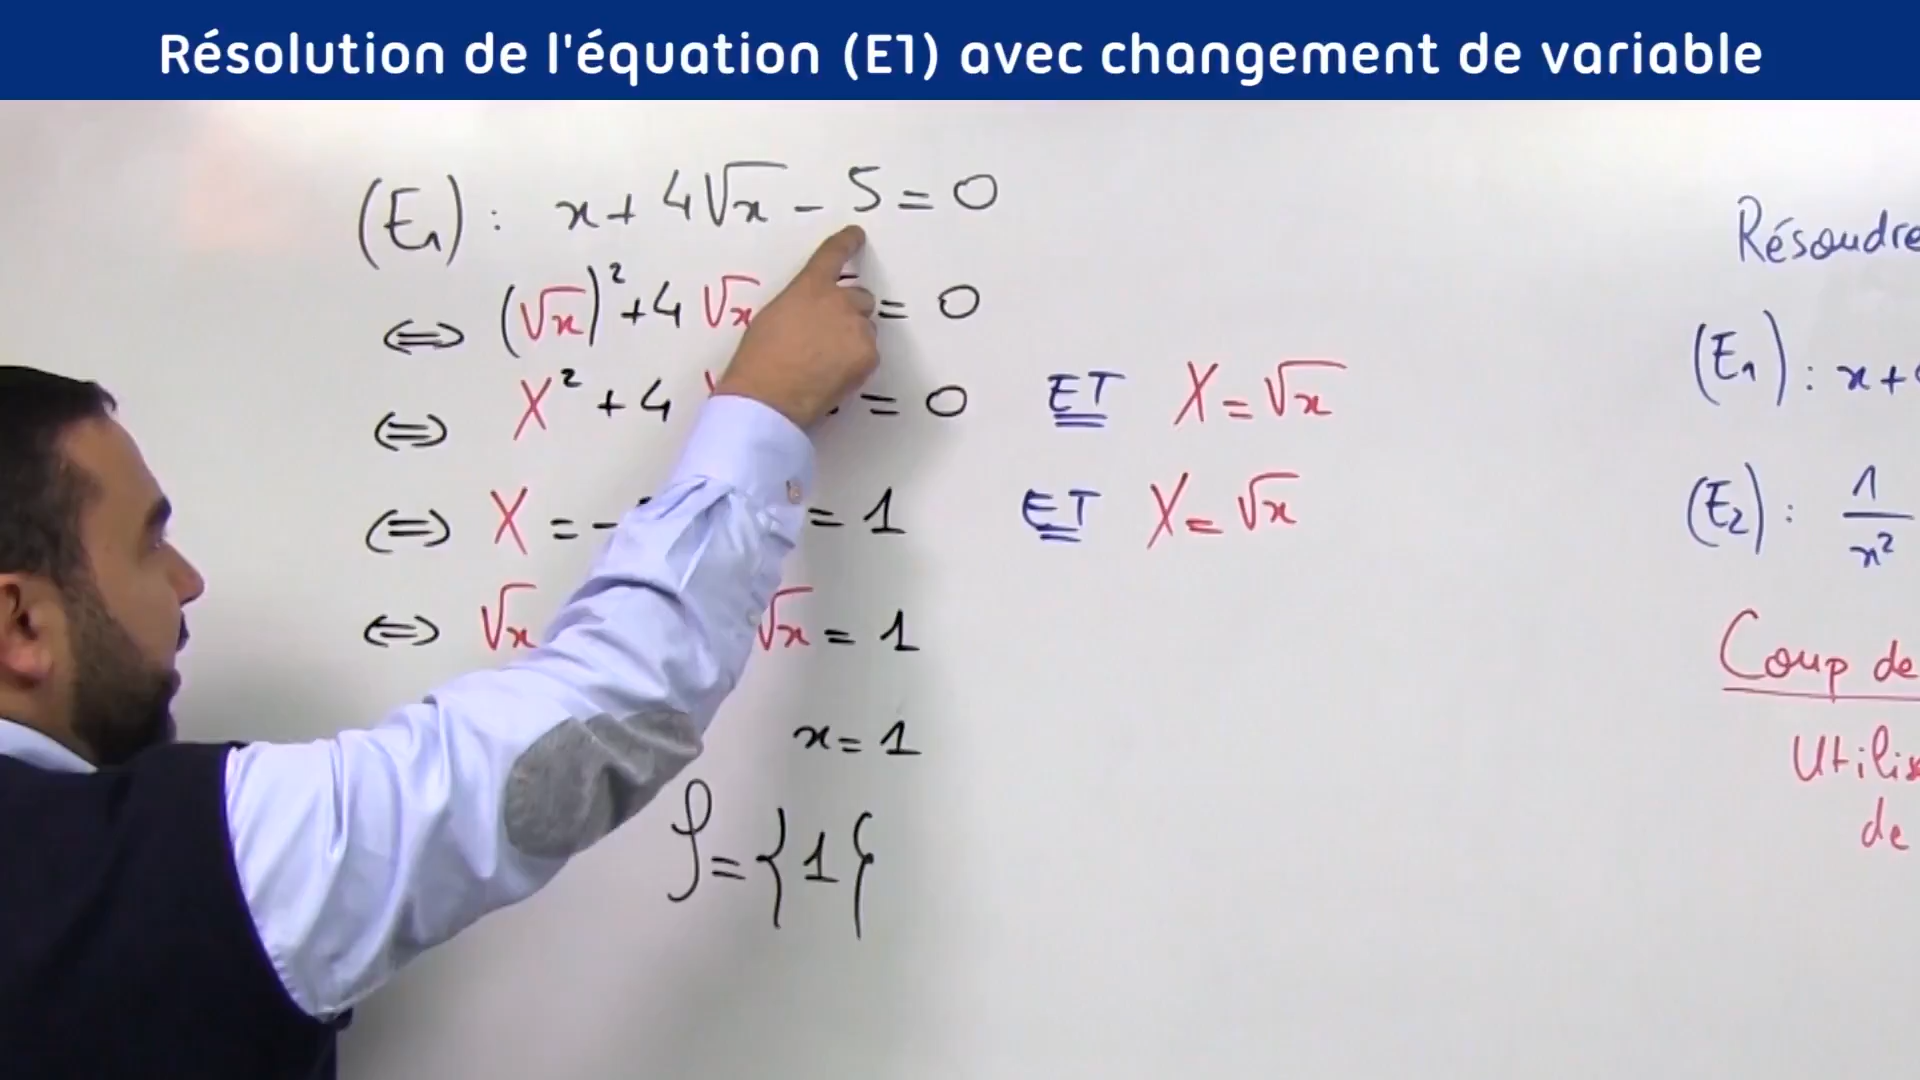 Résolution de l'équation (E1) avec changement de variable
(E₁) : x + 4√x - 5 = 0
⇔ (√x)² + 4 √x = 0
⇔ X² + 4 = 0 ET X = √x
⇔ X = - = 1 ET X = √x
⇔ √x √x = 1
x = 1
S = {1}
Résoudre
(E₁) : x +
(E₂) : 1/x²
Coup de
Utilis
de